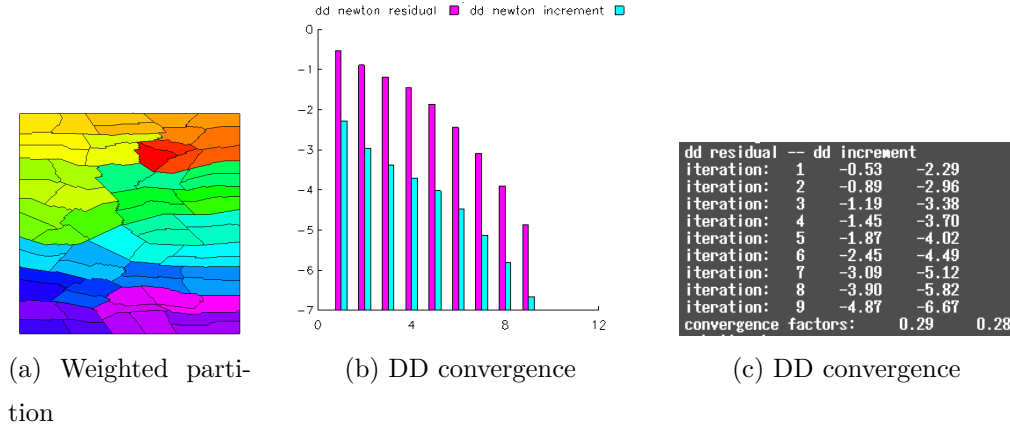 dd newton residual dd newton increment
0
−1
−2
−3
−4
−5
−6
−7
0 4 8 12
dd residual -- dd increment
iteration: 1 -0.53 -2.29
iteration: 2 -0.89 -2.96
iteration: 3 -1.19 -3.38
iteration: 4 -1.45 -3.70
iteration: 5 -1.87 -4.02
iteration: 6 -2.45 -4.49
iteration: 7 -3.09 -5.12
iteration: 8 -3.90 -5.82
iteration: 9 -4.87 -6.67
convergence factors: 0.29 0.28
(a) Weighted parti-
tion
(b) DD convergence
(c) DD convergence